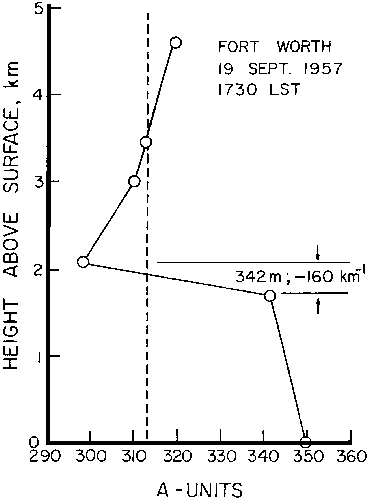 5
4
3
2
1
0
HEIGHT ABOVE SURFACE, km
FORT WORTH
19 SEPT. 1957
1730 LST
342m; -160 km⁻¹
290 300 310 320 330 340 350 360
A-UNITS